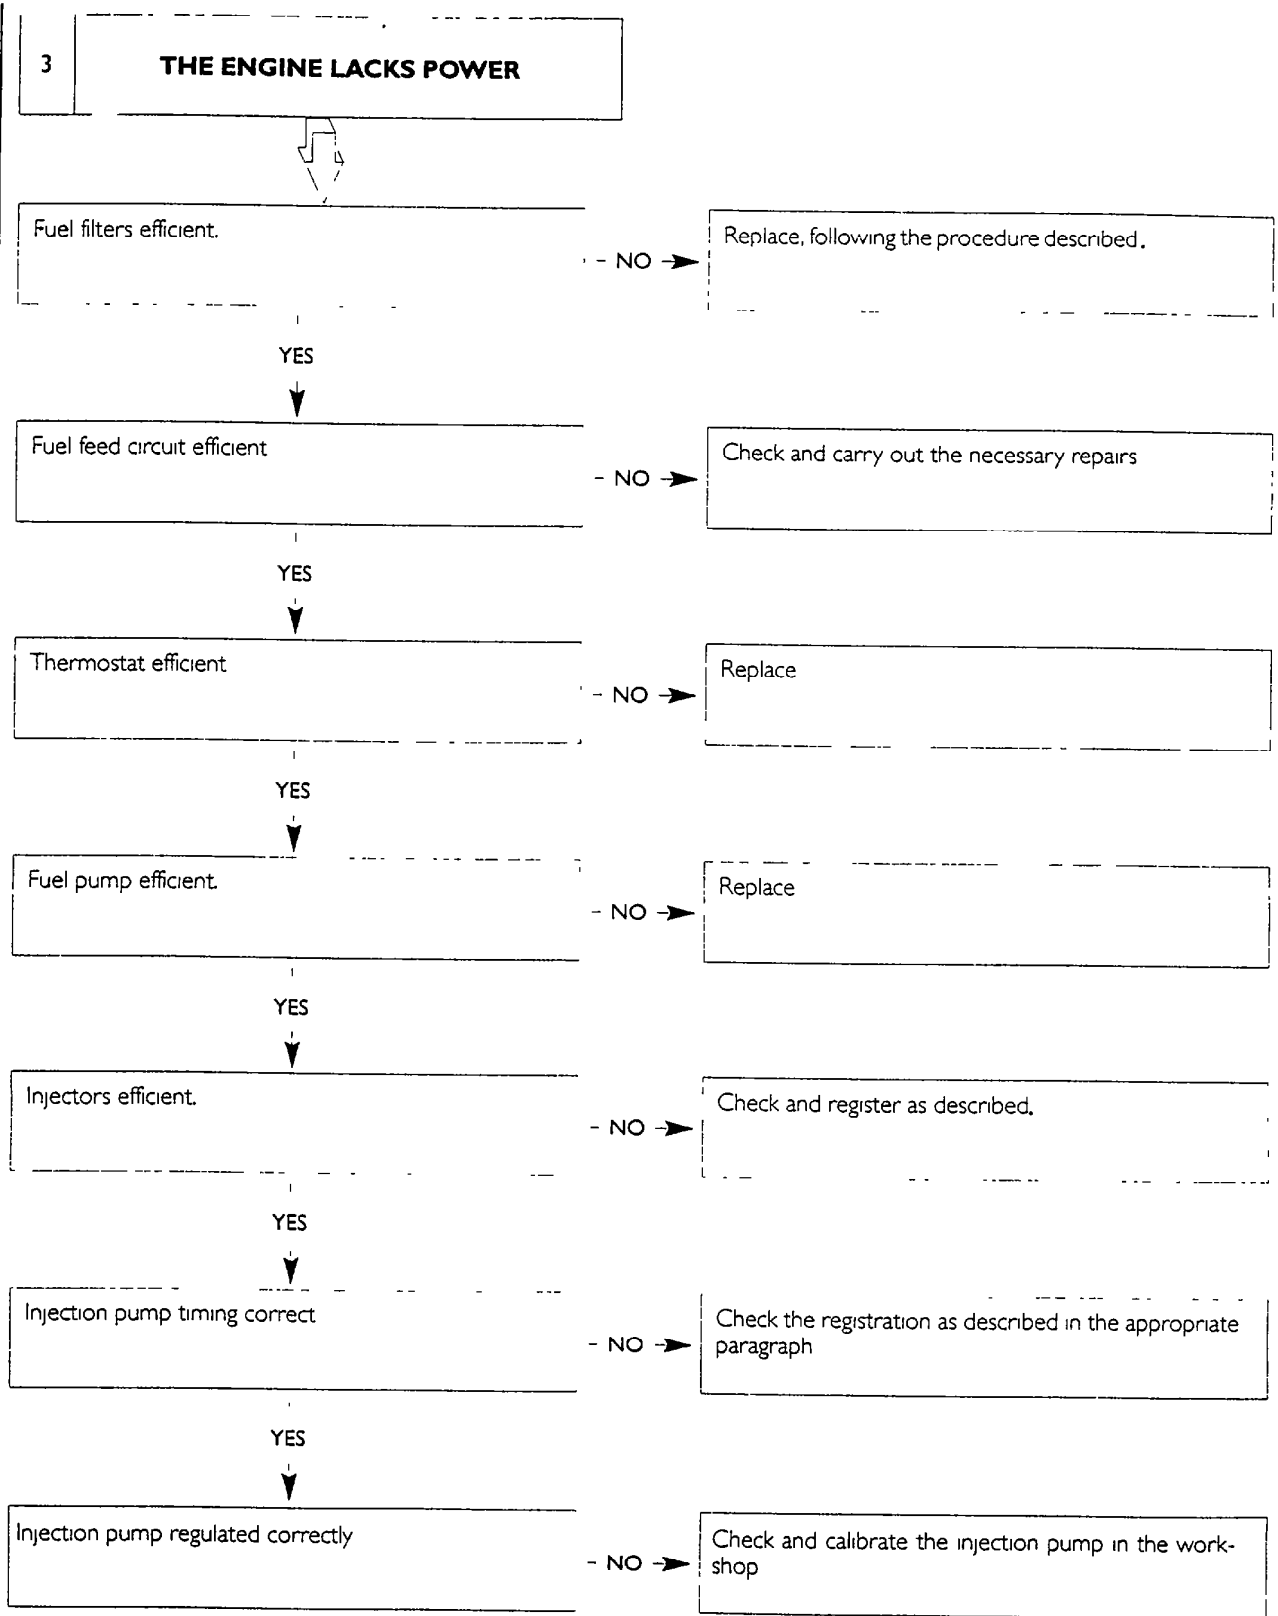 3
THE ENGINE LACKS POWER
Fuel filters efficient.
NO
Replace, following the procedure described.
YES
Fuel feed circuit efficient
NO
Check and carry out the necessary repairs
YES
Thermostat efficient
NO
Replace
YES
Fuel pump efficient.
NO
Replace
YES
Injectors efficient.
NO
Check and register as described.
YES
Injection pump timing correct
NO
Check the registration as described in the appropriate
paragraph
YES
Injection pump regulated correctly
NO
Check and calibrate the injection pump in the work-
shop